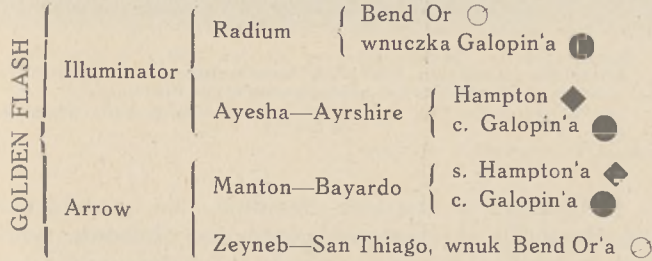 GOLDEN FLASH
Illuminator
Radium
Bend Or
wnuczka Galopin'a
Ayesha—Ayrshire
Hampton
c. Galopin'a
Arrow
Manton—Bayardo
s. Hampton'a
c. Galopin'a
Zeyneb—San Thiago, wnuk Bend Or'a